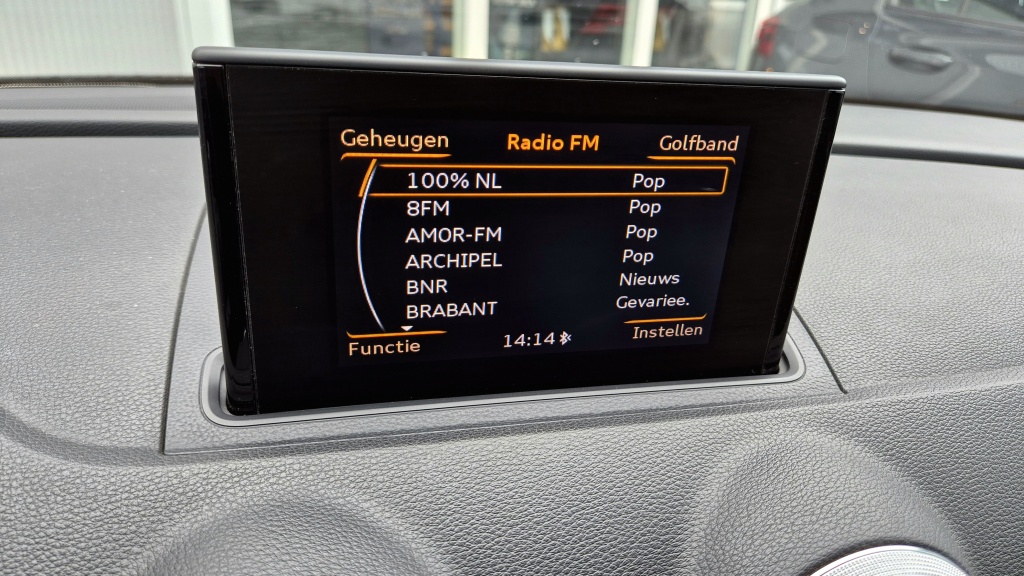 Geheugen Radio FM Golfband
100% NL Pop
8FM Pop
AMOR-FM Pop
ARCHIPEL Pop
BNR Nieuws
BRABANT Gevariee.
Functie 14:14 Instellen